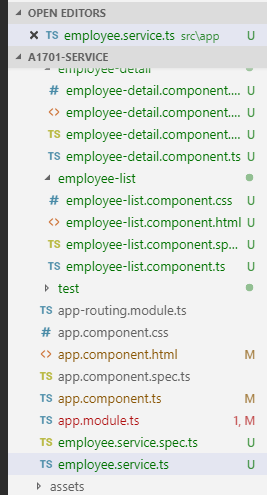 OPEN EDITORS
TS employee.service.ts src\app U
A1701-SERVICE
employee-detail
# employee-detail.component.... U
<> employee-detail.component.... U
TS employee-detail.component.... U
TS employee-detail.component.ts U
employee-list
# employee-list.component.css U
<> employee-list.component.html U
TS employee-list.component.sp... U
TS employee-list.component.ts U
test
TS app-routing.module.ts
# app.component.css
<> app.component.html M
TS app.component.spec.ts
TS app.component.ts M
TS app.module.ts 1, M
TS employee.service.spec.ts U
TS employee.service.ts U
assets